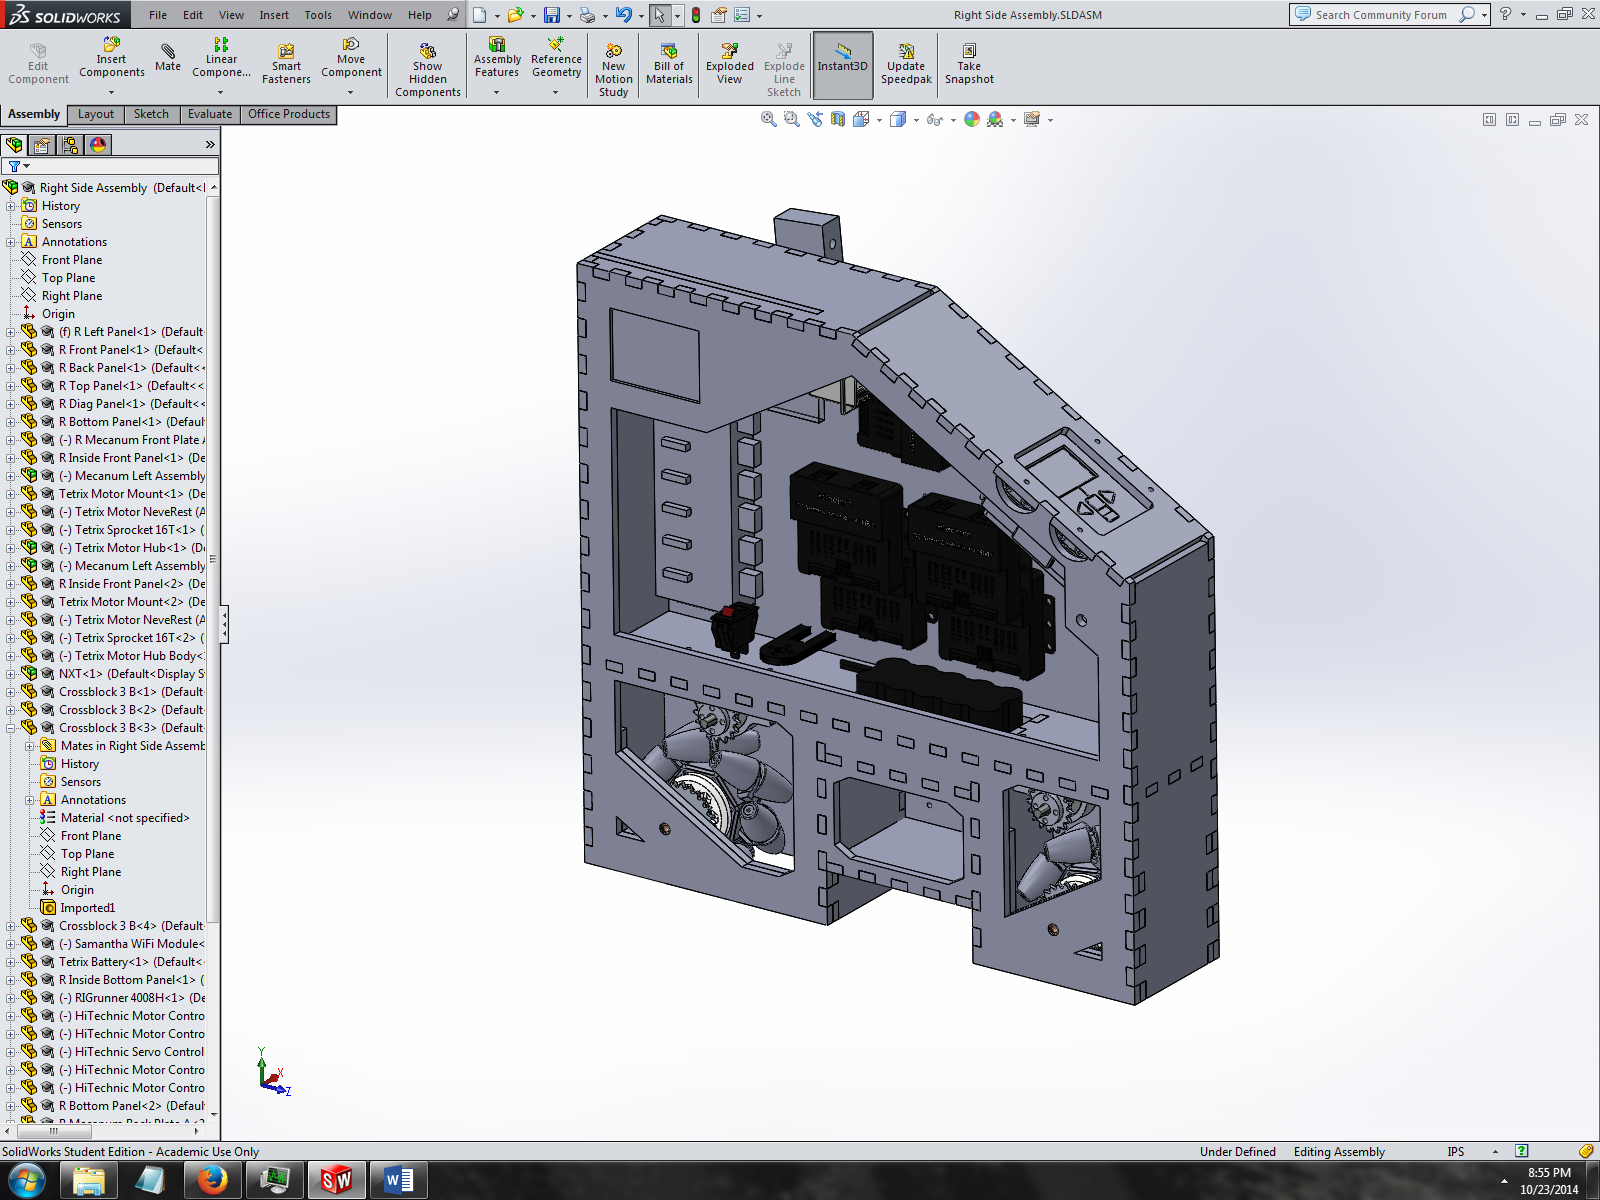 SOLIDWORKS File Edit View Insert Tools Window Help Right Side Assembly.SLDASM Search Community Forum
Edit Component
Insert Components
Mate
Linear Compone...
Smart Fasteners
Move Component
Show Hidden Components
Assembly Features
Reference Geometry
New Motion Study
Bill of Materials
Exploded View
Explode Line Sketch
Instant3D
Update Speedpak
Take Snapshot
Assembly Layout Sketch Evaluate Office Products
Right Side Assembly (Default<
History
Sensors
Annotations
Front Plane
Top Plane
Right Plane
Origin
(f) R Left Panel<1> (Default
R Front Panel<1> (Default<
R Back Panel<1> (Default<
R Top Panel<1> (Default<<
R Diag Panel<1> (Default<
R Bottom Panel<1> (Defaul
(-) R Mecanum Front Plate
R Inside Front Panel<1> (De
(-) Mecanum Left Assembly
Tetrix Motor Mount<1> (De
(-) Tetrix Motor NeveRest (A
(-) Tetrix Sprocket 16T<1> (
(-) Tetrix Motor Hub<1> (D
(-) Mecanum Left Assembly
R Inside Front Panel<2> (De
Tetrix Motor Mount<2> (De
(-) Tetrix Motor NeveRest (A
(-) Tetrix Sprocket 16T<2> (
(-) Tetrix Motor Hub Body<
NXT<1> (Default<Display S
Crossblock 3 B<1> (Default
Crossblock 3 B<2> (Default
Crossblock 3 B<3> (Default
Mates in Right Side Assemb
History
Sensors
Annotations
Material <not specified>
Front Plane
Top Plane
Right Plane
Origin
Imported1
Crossblock 3 B<4> (Default
(-) Samantha WiFi Module<
Tetrix Battery<1> (Default<
R Inside Bottom Panel<1> (
(-) RIGrunner 4008H<1> (De
(-) HiTechnic Motor Contro
(-) HiTechnic Motor Contro
(-) HiTechnic Servo Control
(-) HiTechnic Motor Contro
(-) HiTechnic Motor Contro
R Bottom Panel<2> (Defaul
Y
X
Z
SolidWorks Student Edition - Academic Use Only Under Defined Editing Assembly IPS
8:55 PM
10/23/2014